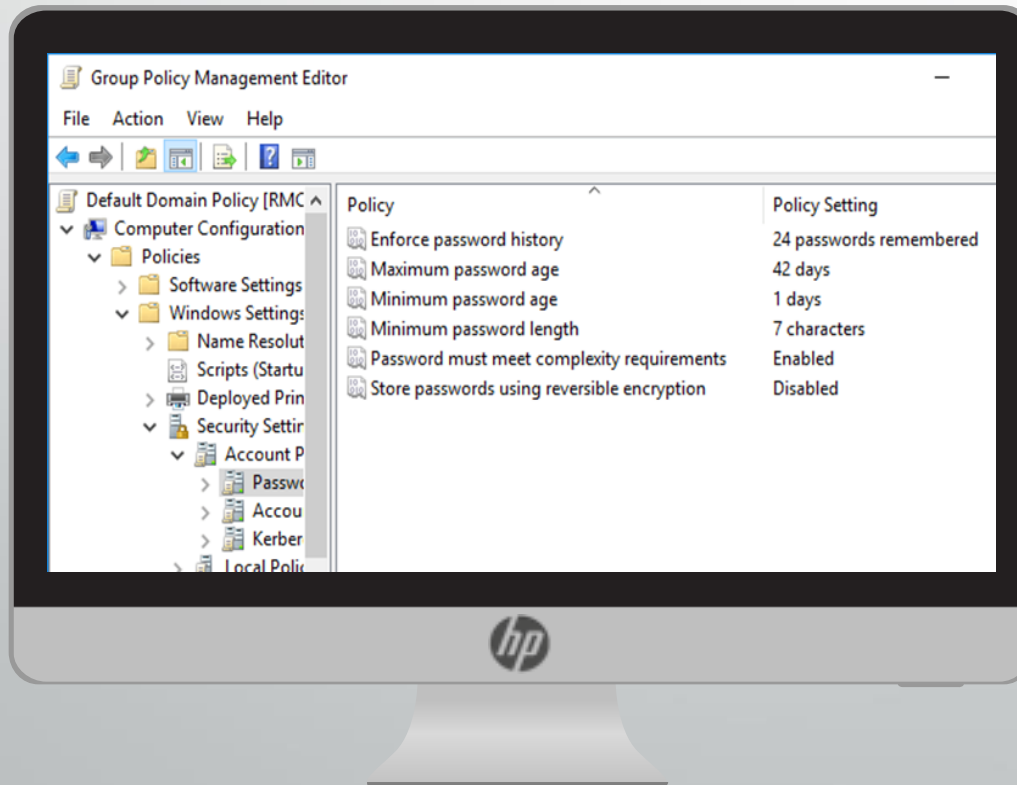 Group Policy Management Editor
File Action View Help
Default Domain Policy [RMC
Computer Configuration
Policies
Software Settings
Windows Settings
Name Resolut
Scripts (Startu
Deployed Prin
Security Settin
Account P
Passwo
Accou
Kerber
Local Polic
Policy Policy Setting
Enforce password history 24 passwords remembered
Maximum password age 42 days
Minimum password age 1 days
Minimum password length 7 characters
Password must meet complexity requirements Enabled
Store passwords using reversible encryption Disabled
hp